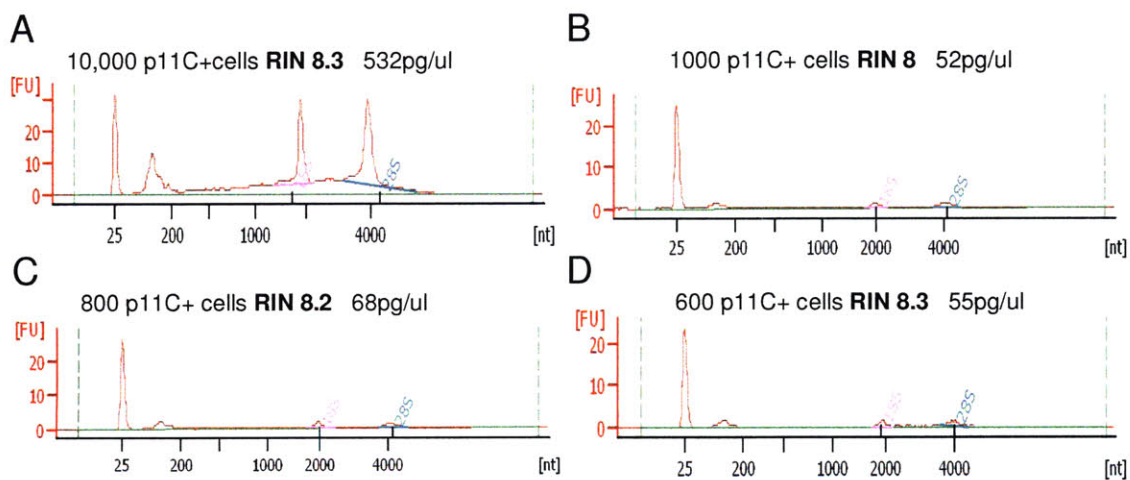 A
10,000 p11C+cells RIN 8.3 532pg/ul
[FU]
20
10
0
28S
25 200 1000 4000 [nt]
B
1000 p11C+ cells RIN 8 52pg/ul
[FU]
20
10
0
18S
28S
25 200 1000 2000 4000 [nt]
C
800 p11C+ cells RIN 8.2 68pg/ul
[FU]
20
10
0
18S
28S
25 200 1000 2000 4000 [nt]
D
600 p11C+ cells RIN 8.3 55pg/ul
[FU]
20
10
0
18S
28S
25 200 1000 2000 4000 [nt]